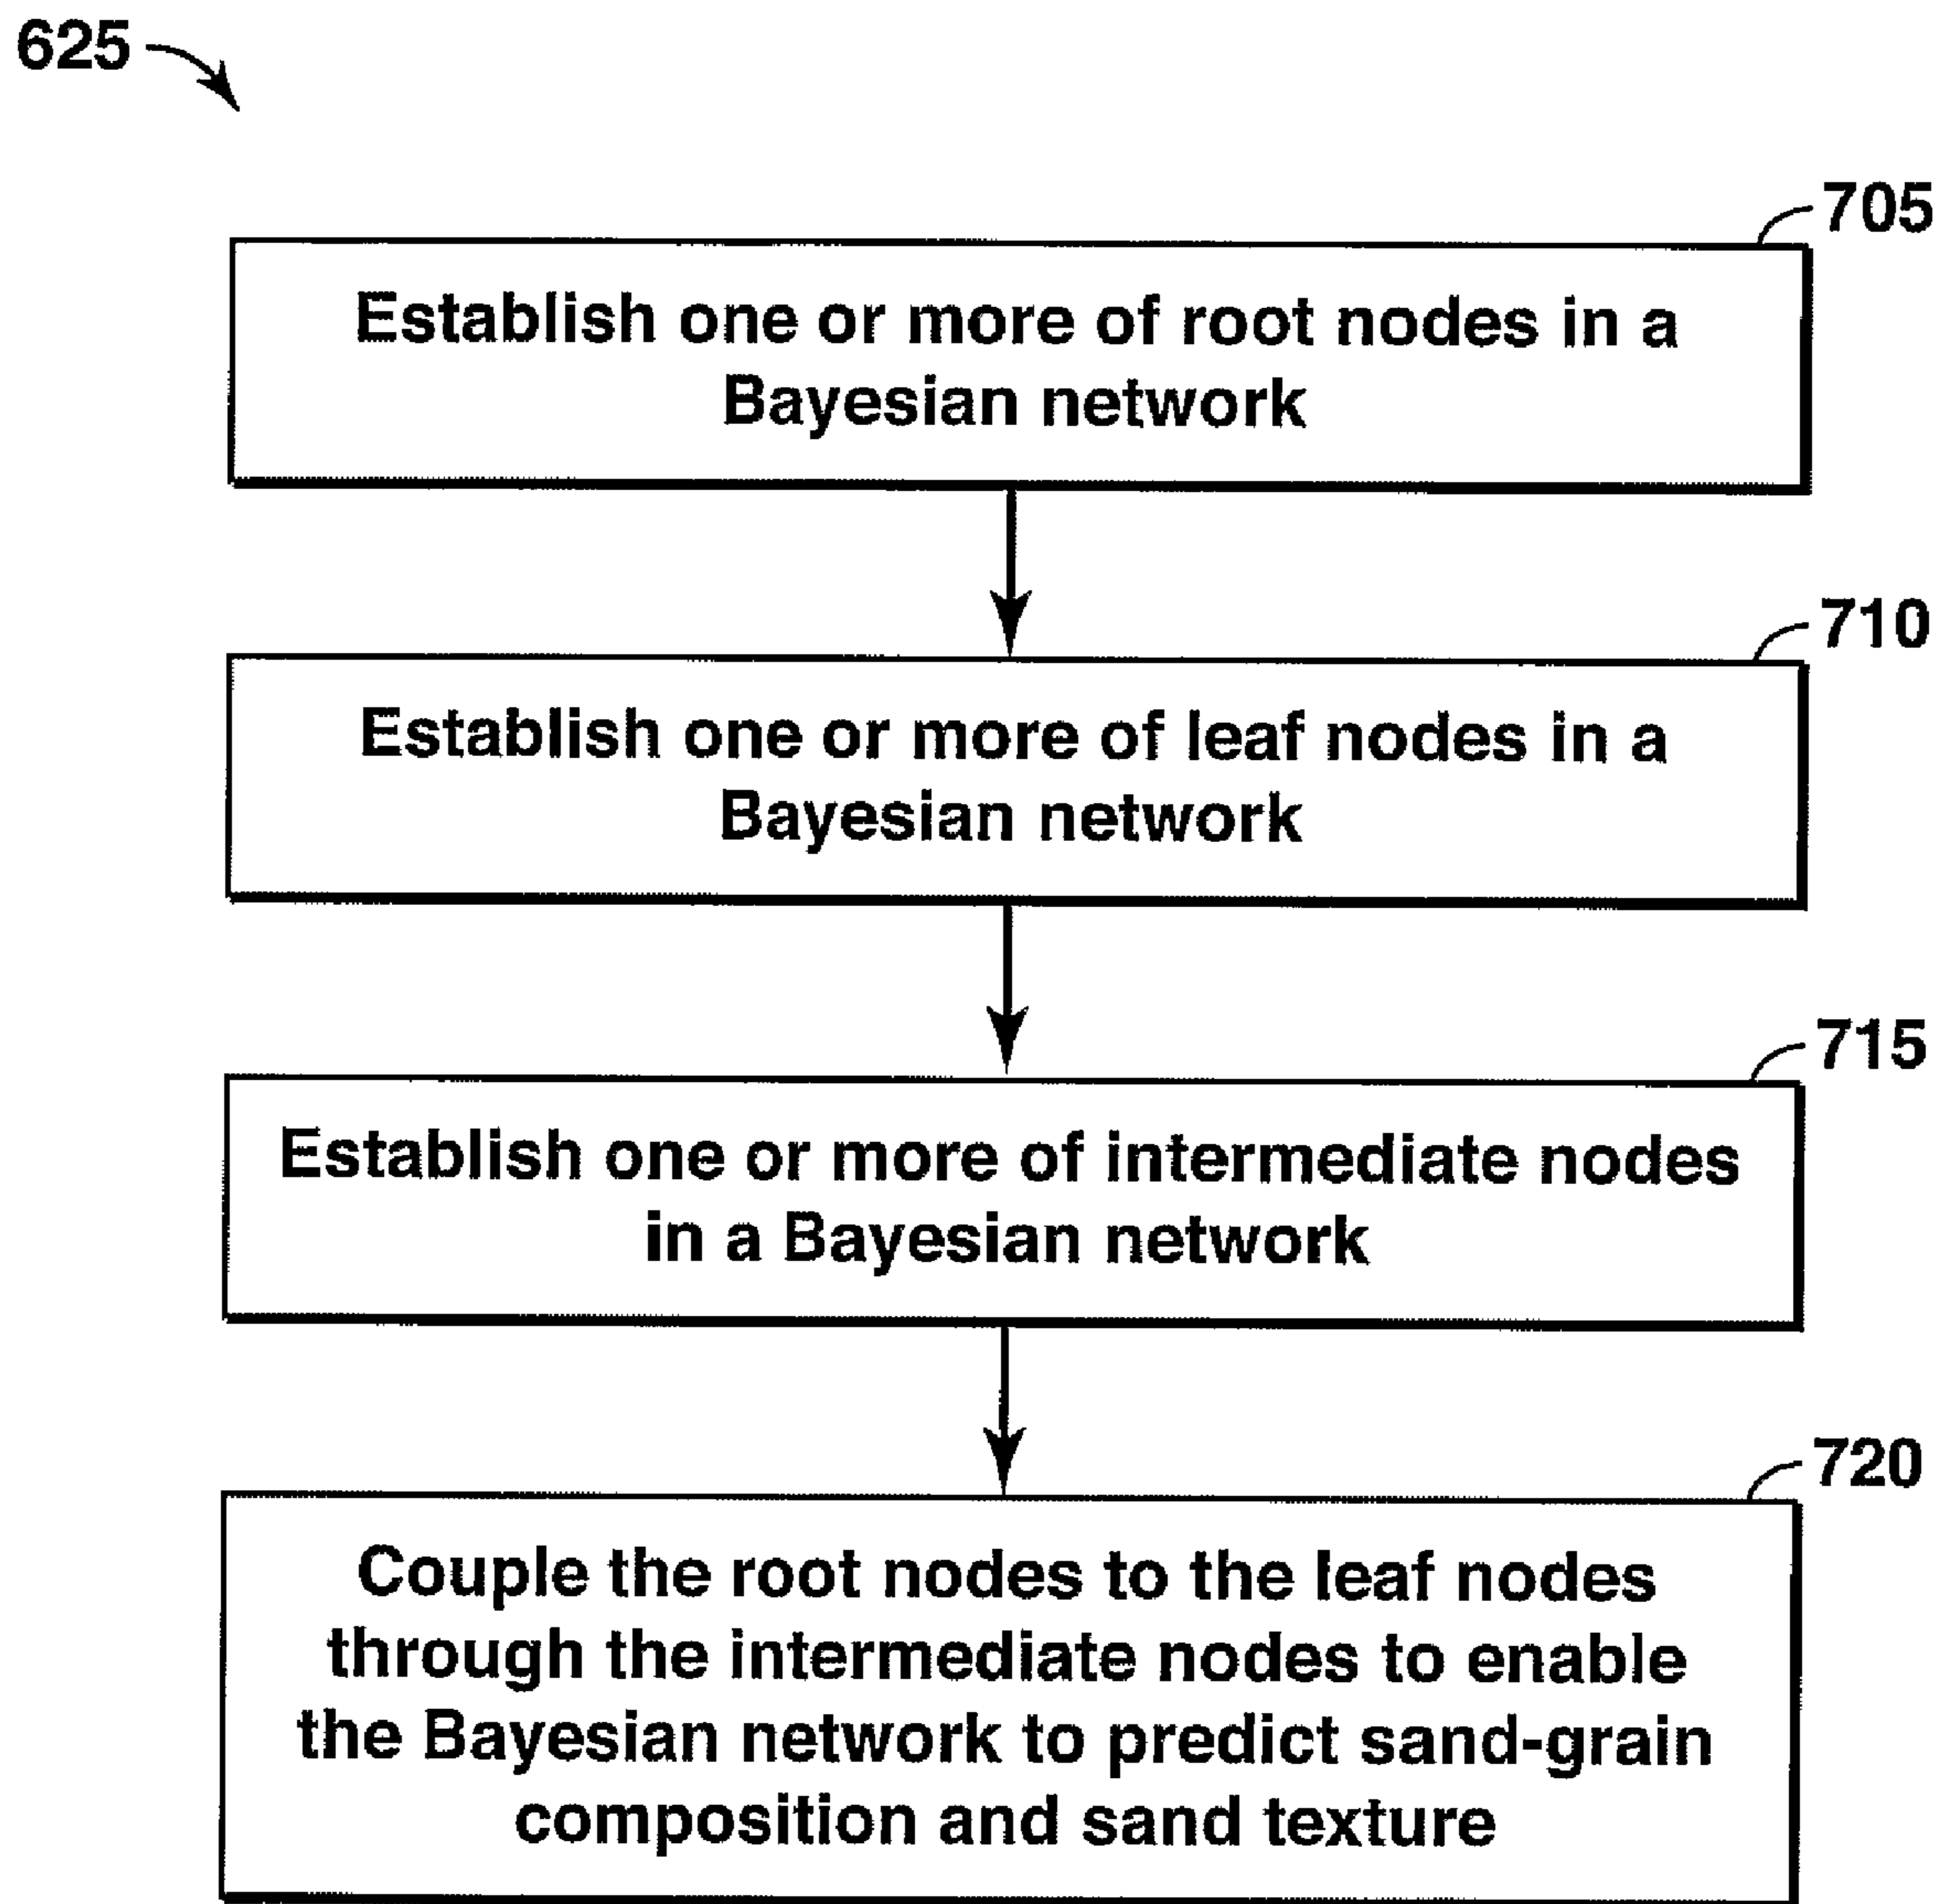 625
705
Establish one or more of root nodes in a
Bayesian network
710
Establish one or more of leaf nodes in a
Bayesian network
715
Establish one or more of intermediate nodes
in a Bayesian network
720
Couple the root nodes to the leaf nodes
through the intermediate nodes to enable
the Bayesian network to predict sand-grain
composition and sand texture